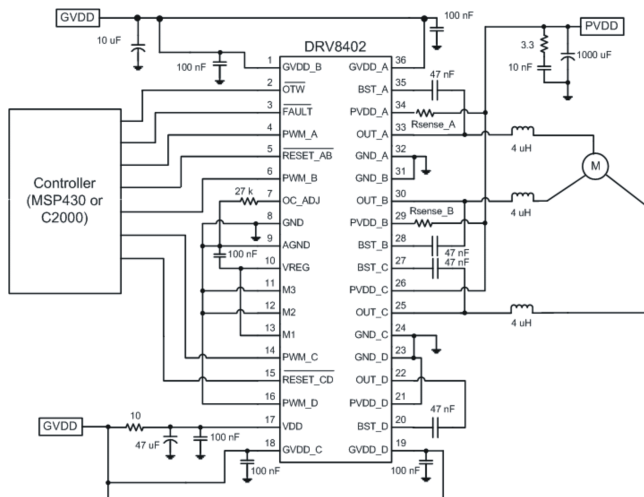 GVDD
10 uF
100 nF
100 nF
DRV8402
PVDD
3.3
10 nF
1000 uF
1 GVDD_B
2 OTW
3 FAULT
4 PWM_A
5 RESET_AB
6 PWM_B
7 OC_ADJ
8 GND
9 AGND
10 VREG
11 M3
12 M2
13 M1
14 PWM_C
15 RESET_CD
16 PWM_D
17 VDD
18 GVDD_C
GVDD_A 36
BST_A 35
PVDD_A 34
OUT_A 33
GND_A 32
GND_B 31
OUT_B 30
PVDD_B 29
BST_B 28
BST_C 27
PVDD_C 26
OUT_C 25
GND_C 24
GND_D 23
OUT_D 22
PVDD_D 21
BST_D 20
GVDD_D 19
Controller
(MSP430 or
C2000)
27 k
100 nF
47 nF
Rsense_A
4 uH
M
4 uH
Rsense_B
47 nF
47 nF
4 uH
47 nF
GVDD
10
47 uF
100 nF
100 nF
100 nF